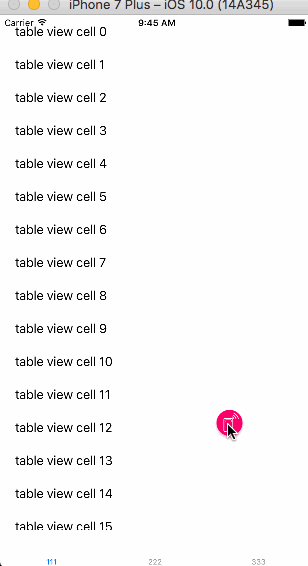 iPhone 7 Plus – iOS 10.0 (14A345)
Carrier 9:45 AM
table view cell 0
table view cell 1
table view cell 2
table view cell 3
table view cell 4
table view cell 5
table view cell 6
table view cell 7
table view cell 8
table view cell 9
table view cell 10
table view cell 11
table view cell 12
table view cell 13
table view cell 14
table view cell 15
111 222 333